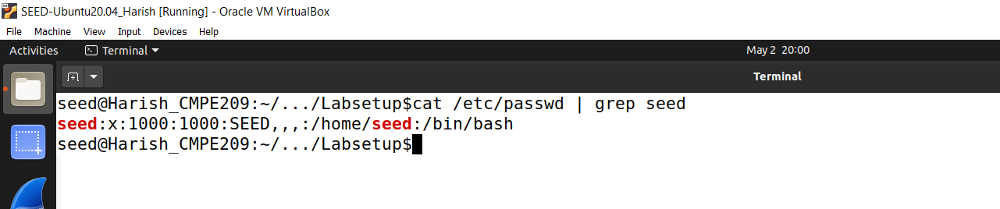 SEED-Ubuntu20.04_Harish [Running] - Oracle VM VirtualBox
File Machine View Input Devices Help
Activities Terminal May 2 20:00
Terminal
seed@Harish_CMPE209:~/.../Labsetup$cat /etc/passwd | grep seed
seed:x:1000:1000:SEED,,,:/home/seed:/bin/bash
seed@Harish_CMPE209:~/.../Labsetup$